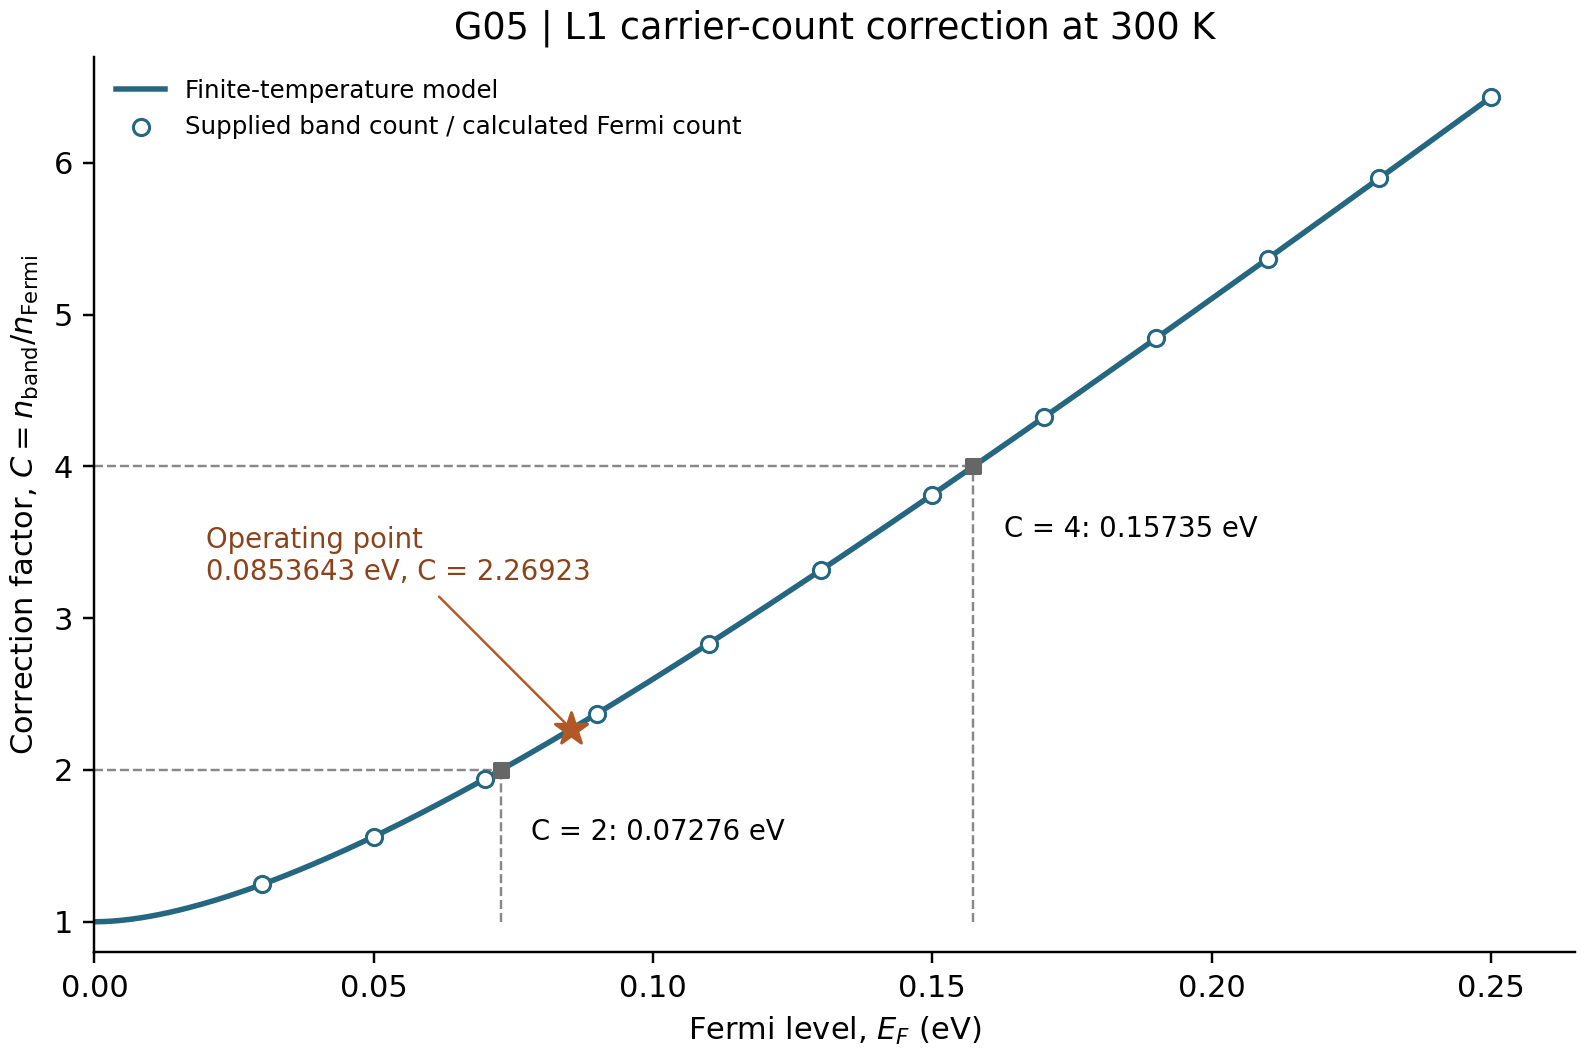 G05 | L1 carrier-count correction at 300 K
Finite-temperature model
Supplied band count / calculated Fermi count
Correction factor, C = n_band/n_Fermi
6
5
4
3
2
1
Operating point
0.0853643 eV, C = 2.26923
C = 4: 0.15735 eV
C = 2: 0.07276 eV
0.00 0.05 0.10 0.15 0.20 0.25
Fermi level, E_F (eV)